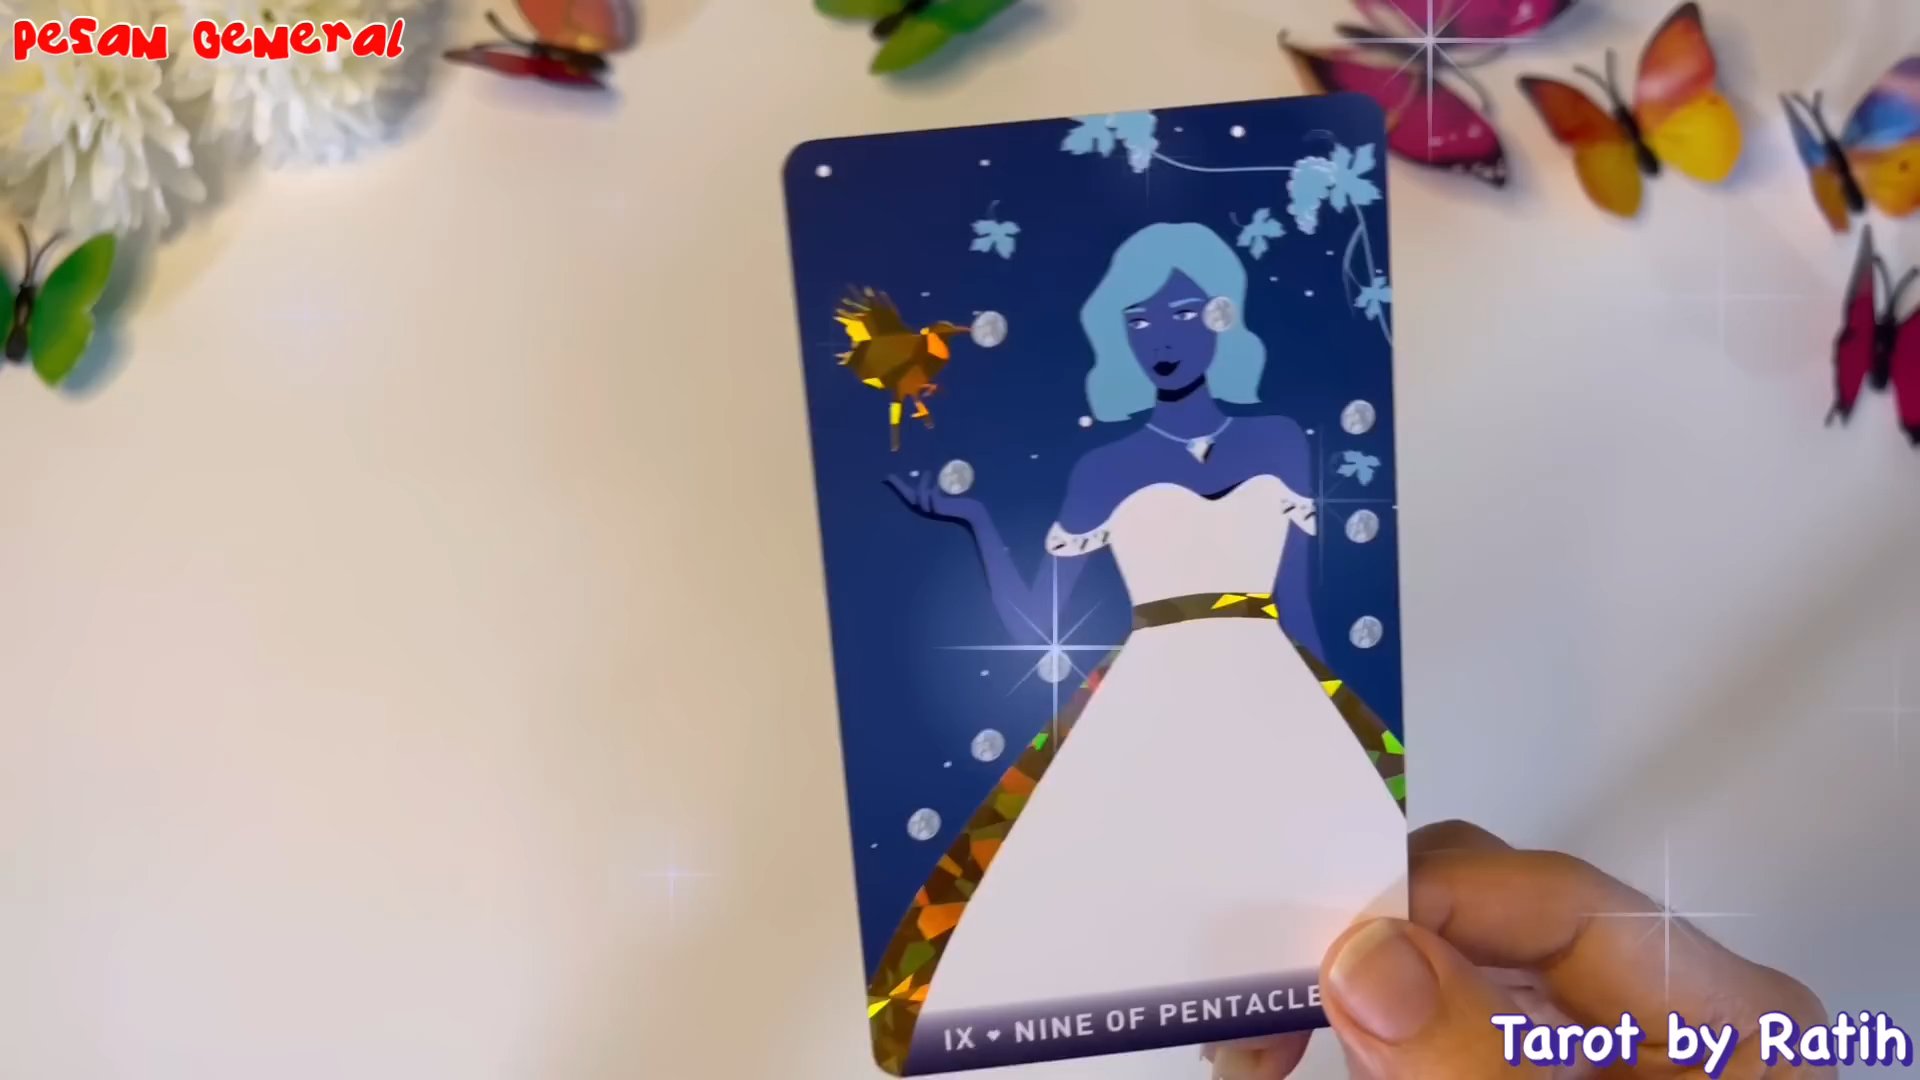 Pesan General
IX ♥ NINE OF PENTACLE
Tarot by Ratih